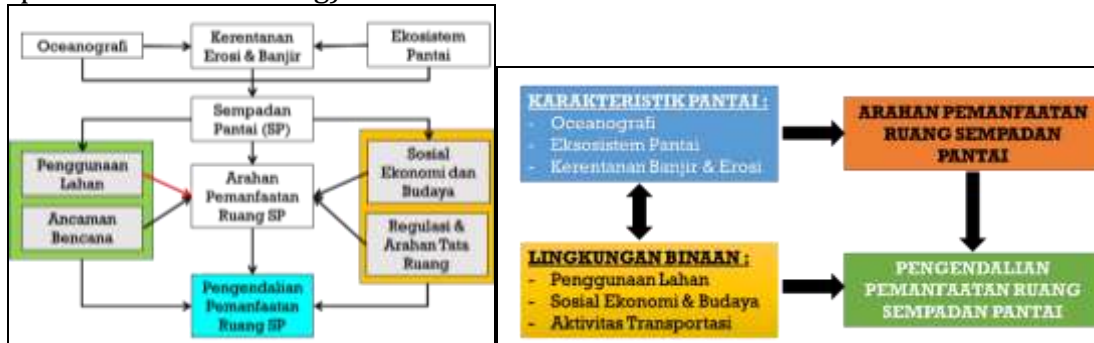 Oceanografi
Kerentanan
Erosi & Banjir
Ekosistem
Pantai
Sempadan
Pantai (SP)
Penggunaan
Lahan
Ancaman
Bencana
Arahan
Pemanfaatan
Ruang SP
Sosial
Ekonomi dan
Budaya
Regulasi &
Arahan Tata
Ruang
Pengendalian
Pemanfaatan
Ruang SP
KARAKTERISTIK PANTAI :
- Oceanografi
- Eksosistem Pantai
- Kerentanan Banjir & Erosi
ARAHAN PEMANFAATAN
RUANG SEMPADAN
PANTAI
LINGKUNGAN BINAAN :
- Penggunaan Lahan
- Sosial Ekonomi & Budaya
- Aktivitas Transportasi
PENGENDALIAN
PEMANFAATAN RUANG
SEMPADAN PANTAI